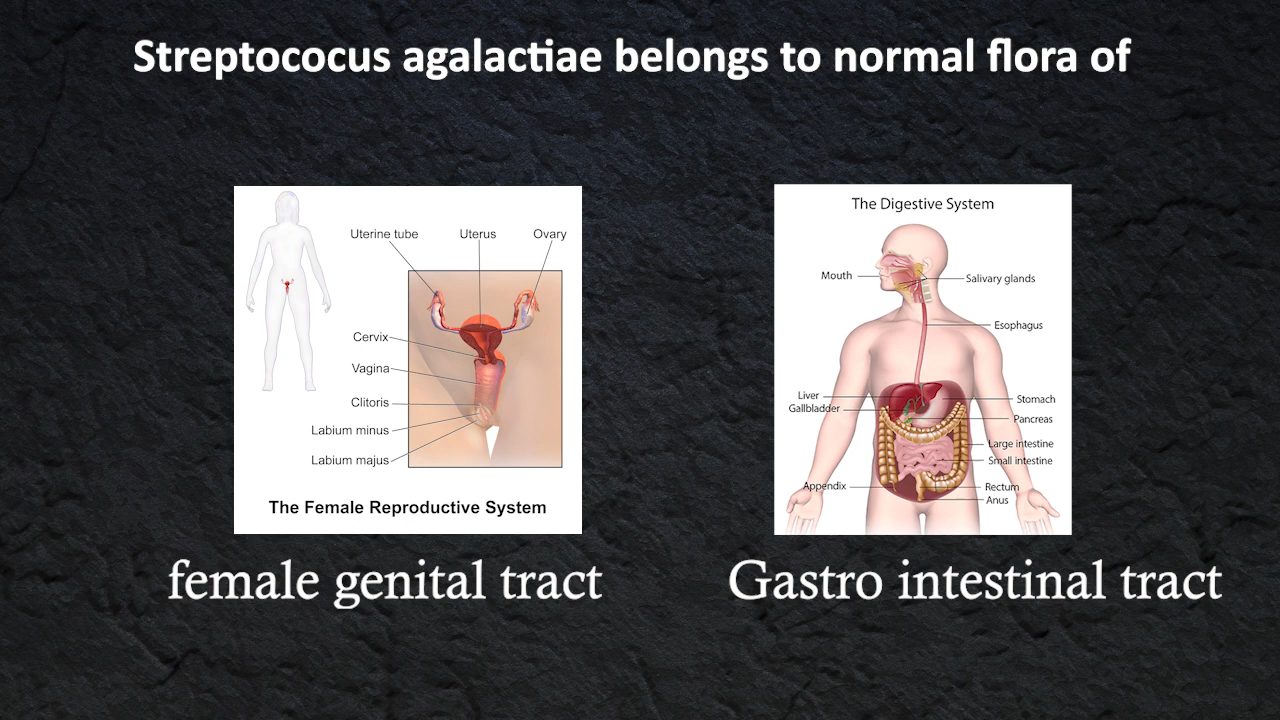 Streptococus agalactiae belongs to normal flora of
Uterine tube
Uterus
Ovary
Cervix
Vagina
Clitoris
Labium minus
Labium majus
The Female Reproductive System
female genital tract
The Digestive System
Mouth
Salivary glands
Esophagus
Liver
Gallbladder
Stomach
Pancreas
Large intestine
Small intestine
Appendix
Rectum
Anus
Gastro intestinal tract